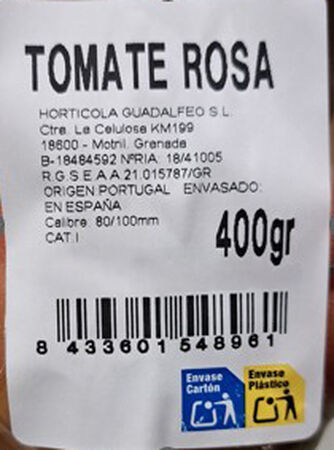 TOMATE ROSA
HORTICOLA GUADALFEO S.L.
Ctra. La Celulosa KM199
18600 - Motril. Granada
B-18484592 NºRIA: 18/41005
R.G.S.E.A.A 21.015787/GR
ORIGEN PORTUGAL ENVASADO:
EN ESPAÑA
Calibre: 80/100mm
CAT.I
400gr
8 433601 548961
Envase
Cartón
Envase
Plástico